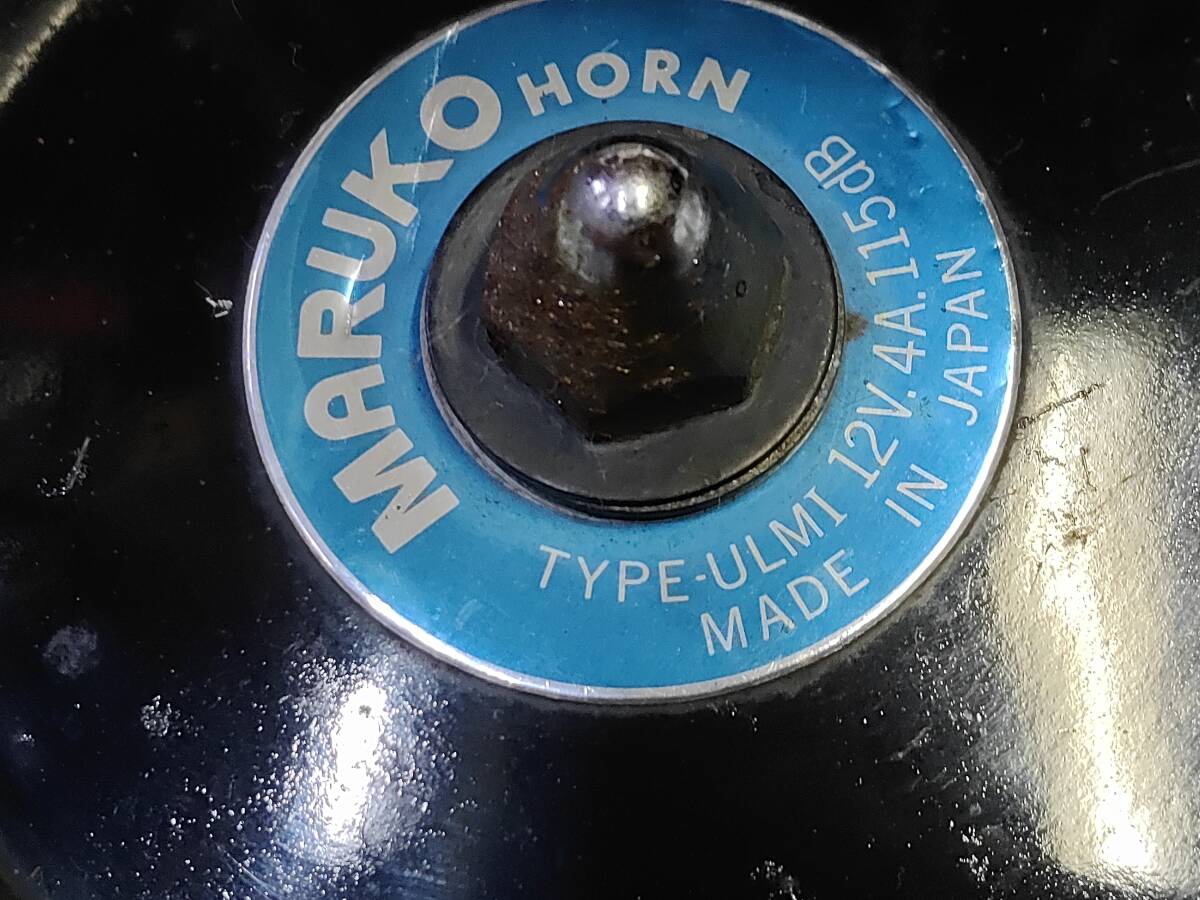 MARUKO HORN
TYPE-ULMI 12V.4A.115dB
MADE IN JAPAN